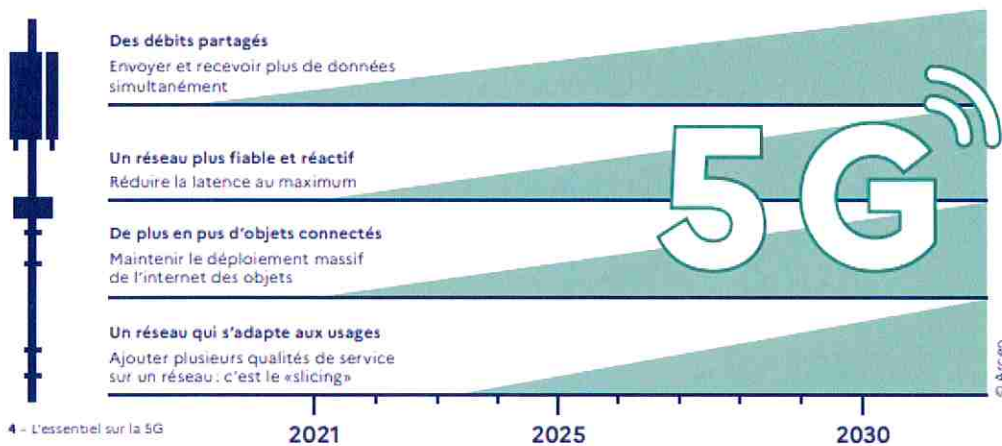 Des débits partagés
Envoyer et recevoir plus de données
simultanément
Un réseau plus fiable et réactif
Réduire la latence au maximum
5G
De plus en pus d'objets connectés
Maintenir le déploiement massif
de l'internet des objets
Un réseau qui s'adapte aux usages
Ajouter plusieurs qualités de service
sur un réseau : c'est le «slicing»
© Arcep
4 - L'essentiel sur la 5G
2021
2025
2030